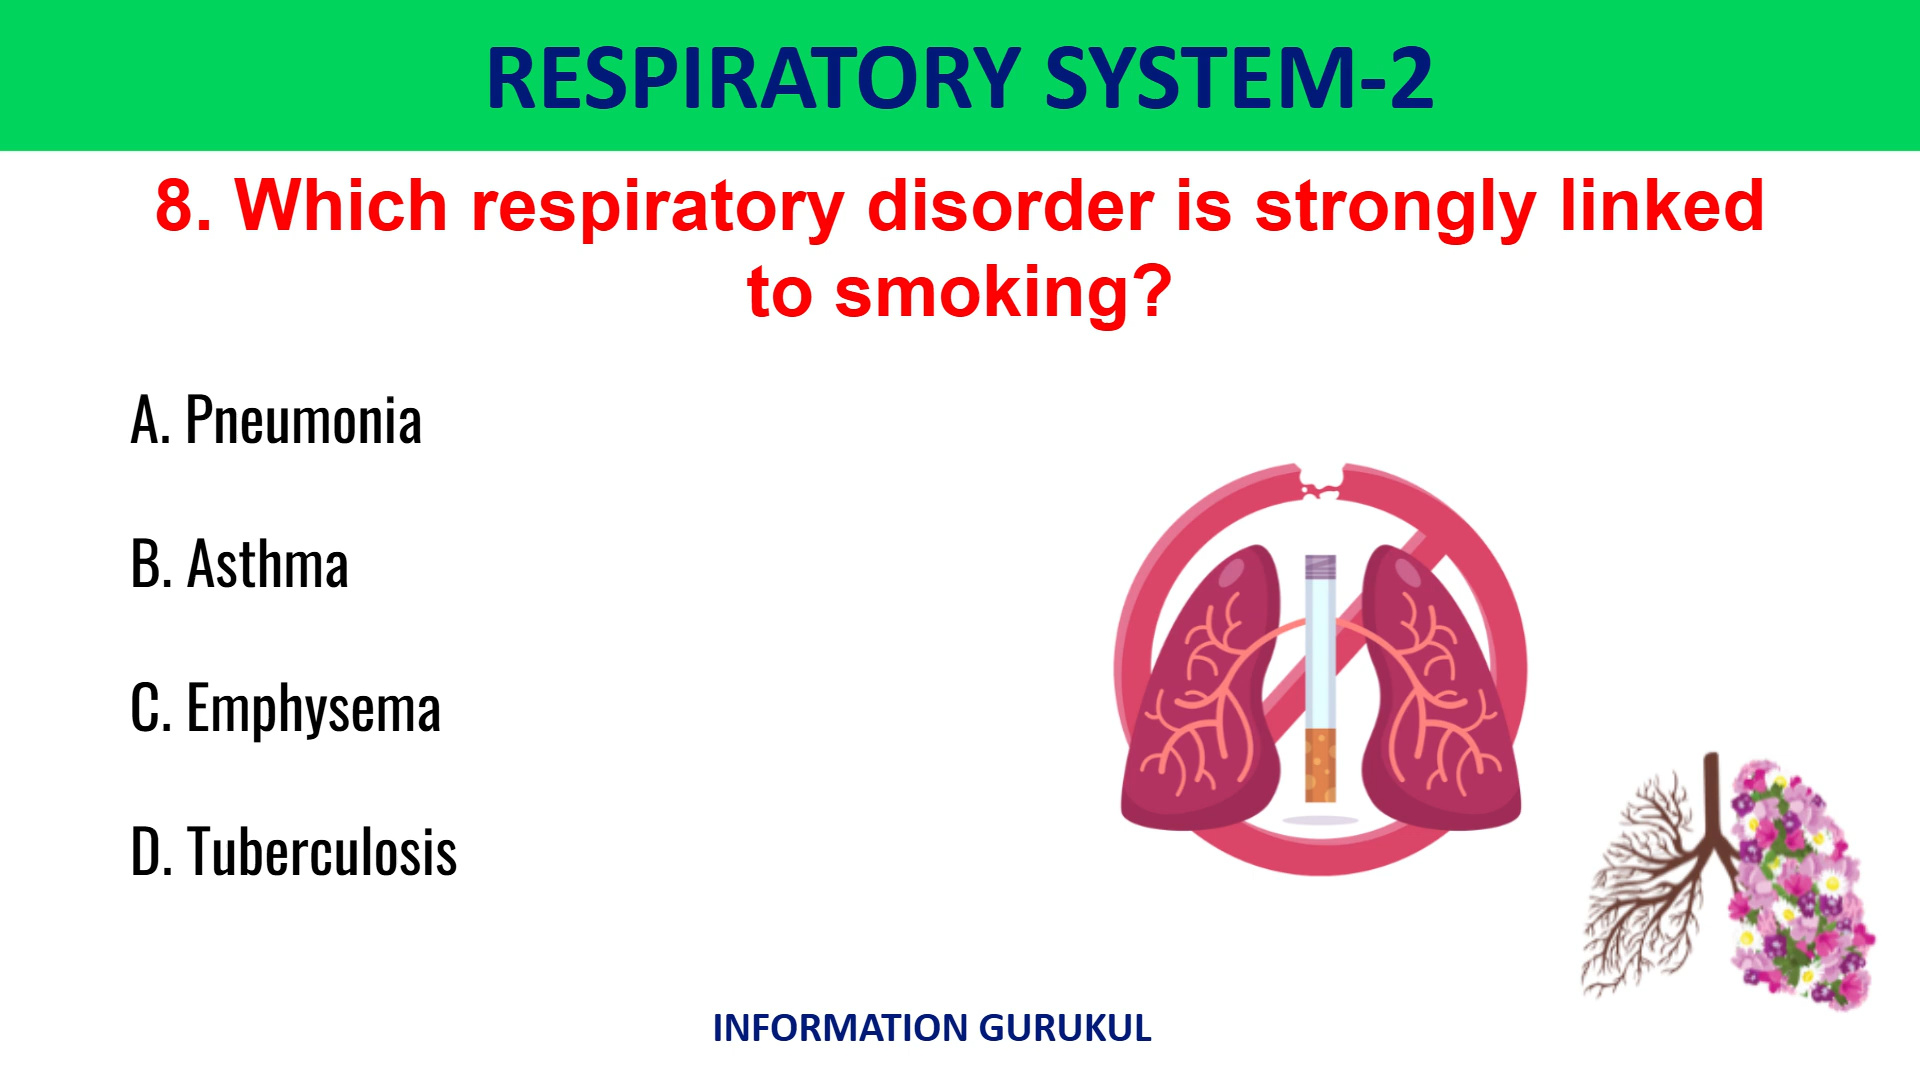 RESPIRATORY SYSTEM-2
8. Which respiratory disorder is strongly linked
to smoking?
A. Pneumonia
B. Asthma
C. Emphysema
D. Tuberculosis
INFORMATION GURUKUL